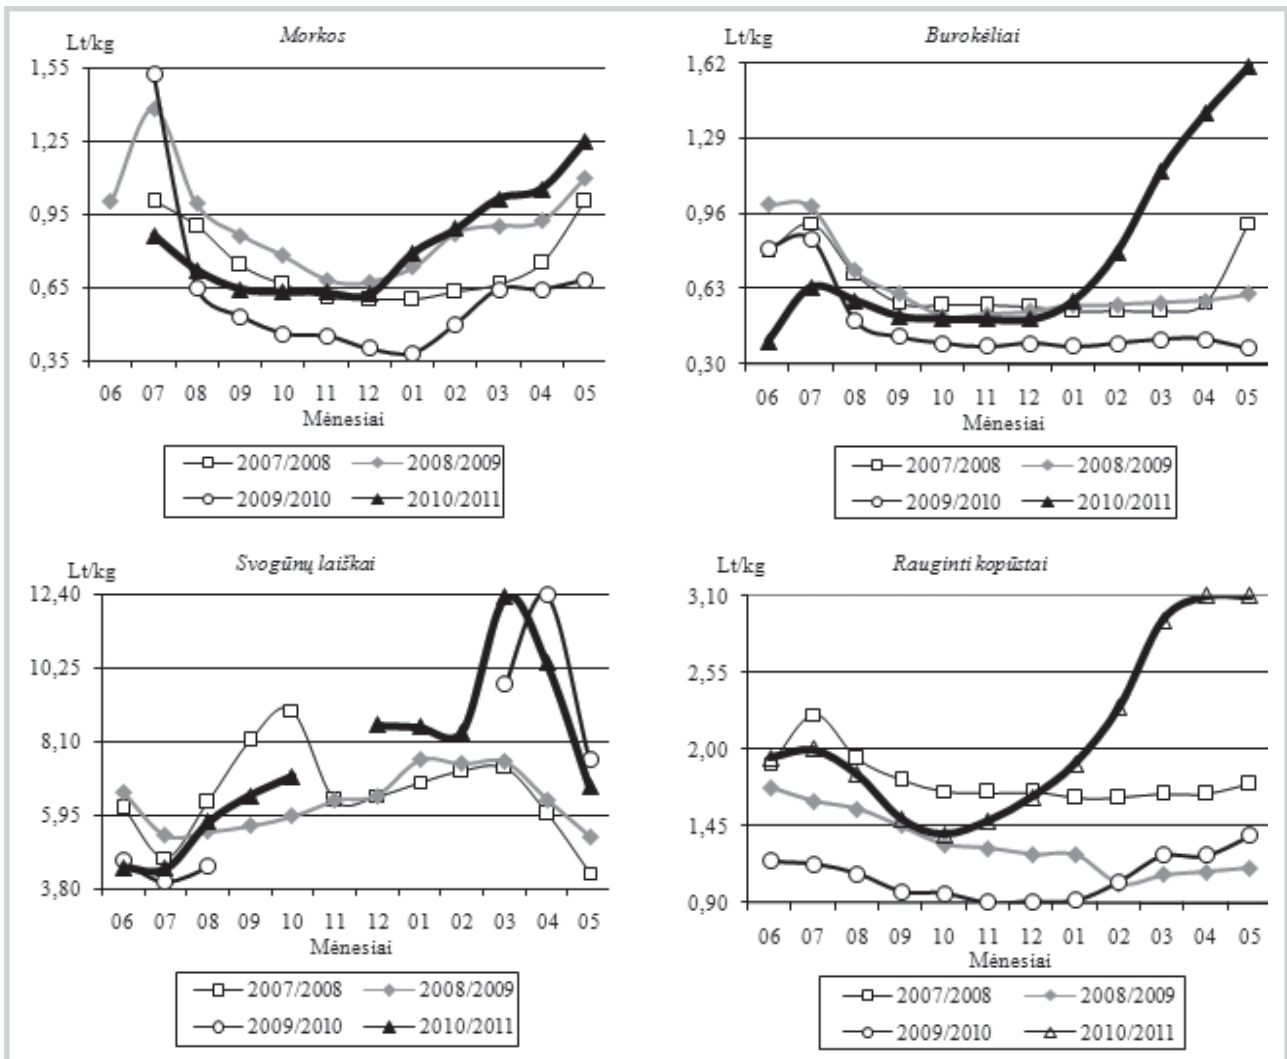 Lt/kg
Morkos
1,55
1,25
0,95
0,65
0,35
06 07 08 09 10 11 12 01 02 03 04 05
Mėnesiai
2007/2008 2008/2009
2009/2010 2010/2011
Lt/kg
Burokėliai
1,62
1,29
0,96
0,63
0,30
06 07 08 09 10 11 12 01 02 03 04 05
Mėnesiai
2007/2008 2008/2009
2009/2010 2010/2011
Lt/kg
Svogūnų laiškai
12,40
10,25
8,10
5,95
3,80
06 07 08 09 10 11 12 01 02 03 04 05
Mėnesiai
2007/2008 2008/2009
2009/2010 2010/2011
Lt/kg
Rauginti kopūstai
3,10
2,55
2,00
1,45
0,90
06 07 08 09 10 11 12 01 02 03 04 05
Mėnesiai
2007/2008 2008/2009
2009/2010 2010/2011